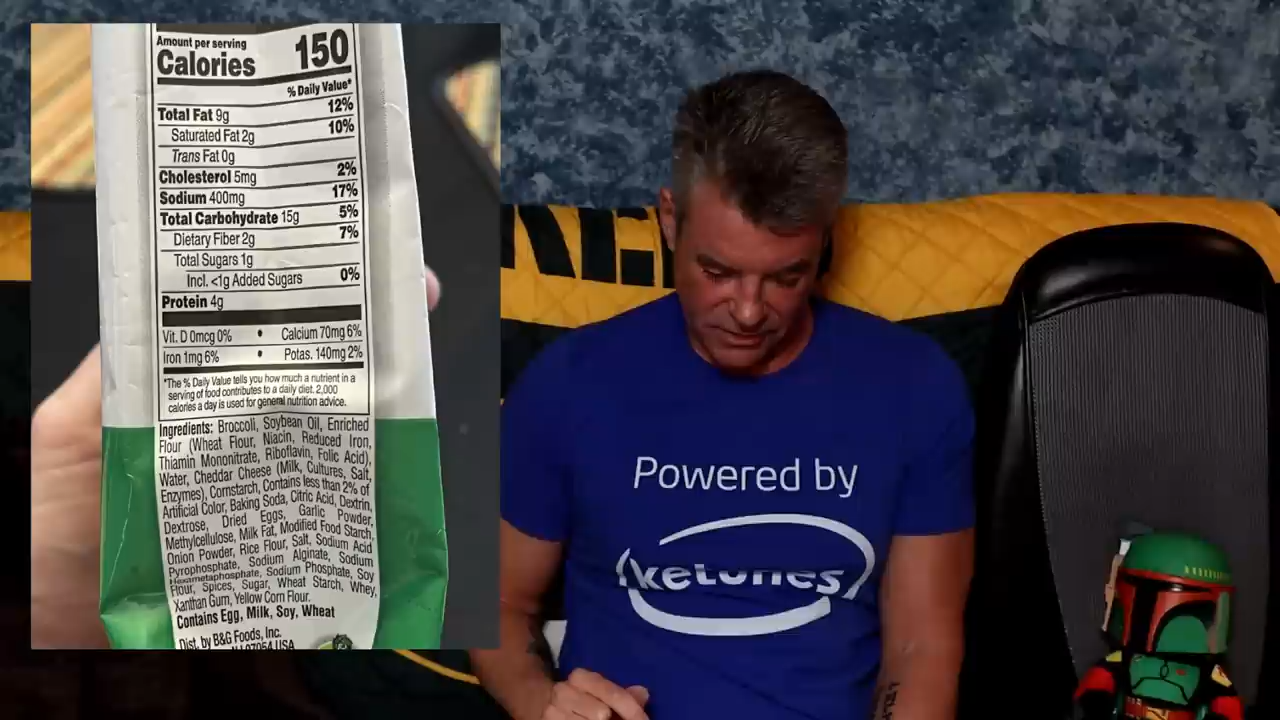 Amount per serving
Calories 150
% Daily Value*
Total Fat 9g 12%
Saturated Fat 2g 10%
Trans Fat 0g
Cholesterol 5mg 2%
Sodium 400mg 17%
Total Carbohydrate 15g 5%
Dietary Fiber 2g 7%
Total Sugars 1g
Incl. <1g Added Sugars 0%
Protein 4g
Vit. D 0mcg 0% • Calcium 70mg 6%
Iron 1mg 6% • Potas. 140mg 2%
*The % Daily Value tells you how much a nutrient in a
serving of food contributes to a daily diet. 2,000
calories a day is used for general nutrition advice.
Ingredients: Broccoli, Soybean Oil, Enriched
Flour (Wheat Flour, Niacin, Reduced Iron,
Thiamin Mononitrate, Riboflavin, Folic Acid),
Water, Cheddar Cheese (Milk, Cultures, Salt,
Enzymes), Cornstarch, Contains less than 2% of
Artificial Color, Baking Soda, Citric Acid, Dextrin,
Dextrose, Dried Eggs, Garlic Powder,
Methylcellulose, Milk Fat, Modified Food Starch,
Onion Powder, Rice Flour, Salt, Sodium Acid
Pyrophosphate, Sodium Alginate, Sodium
Hexametaphosphate, Sodium Phosphate, Soy
Flour, Spices, Sugar, Wheat Starch, Whey,
Xanthan Gum, Yellow Corn Flour.
Contains Egg, Milk, Soy, Wheat
Dist. by B&G Foods, Inc.
07054 USA
Powered by
ketones